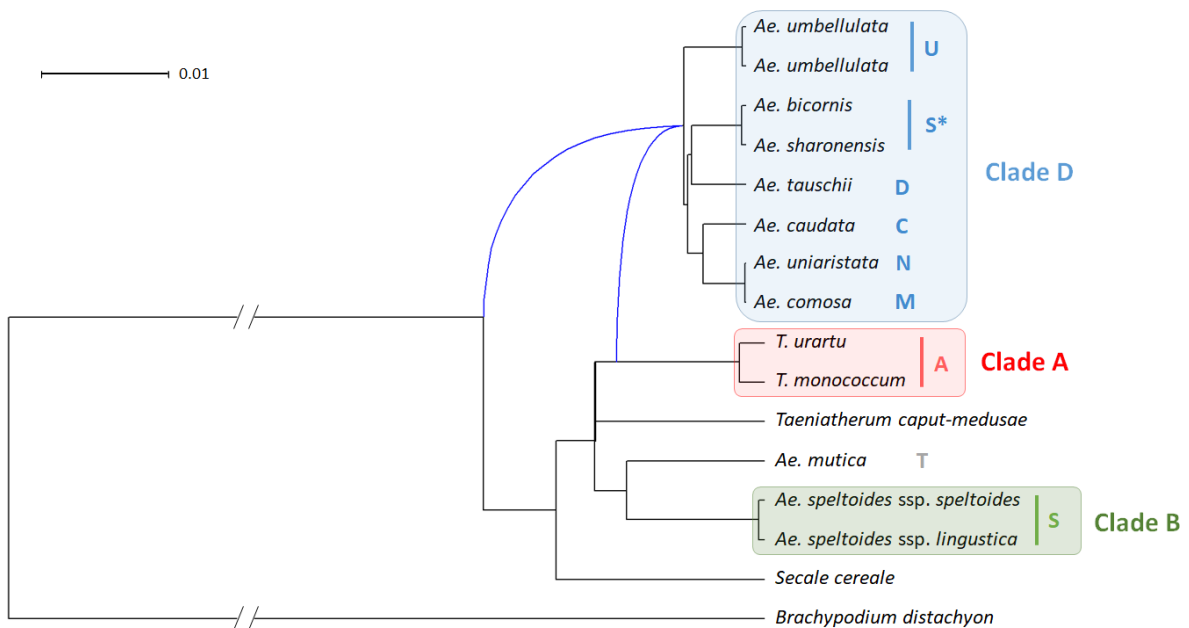 0.01
Ae. umbellulata
Ae. umbellulata
U
Ae. bicornis
Ae. sharonensis
S*
Ae. tauschii D
Ae. caudata C
Ae. uniaristata N
Ae. comosa M
Clade D
T. urartu
T. monococcum
A
Clade A
Taeniatherum caput-medusae
Ae. mutica T
Ae. speltoides ssp. speltoides
Ae. speltoides ssp. lingustica
S
Clade B
Secale cereale
Brachypodium distachyon